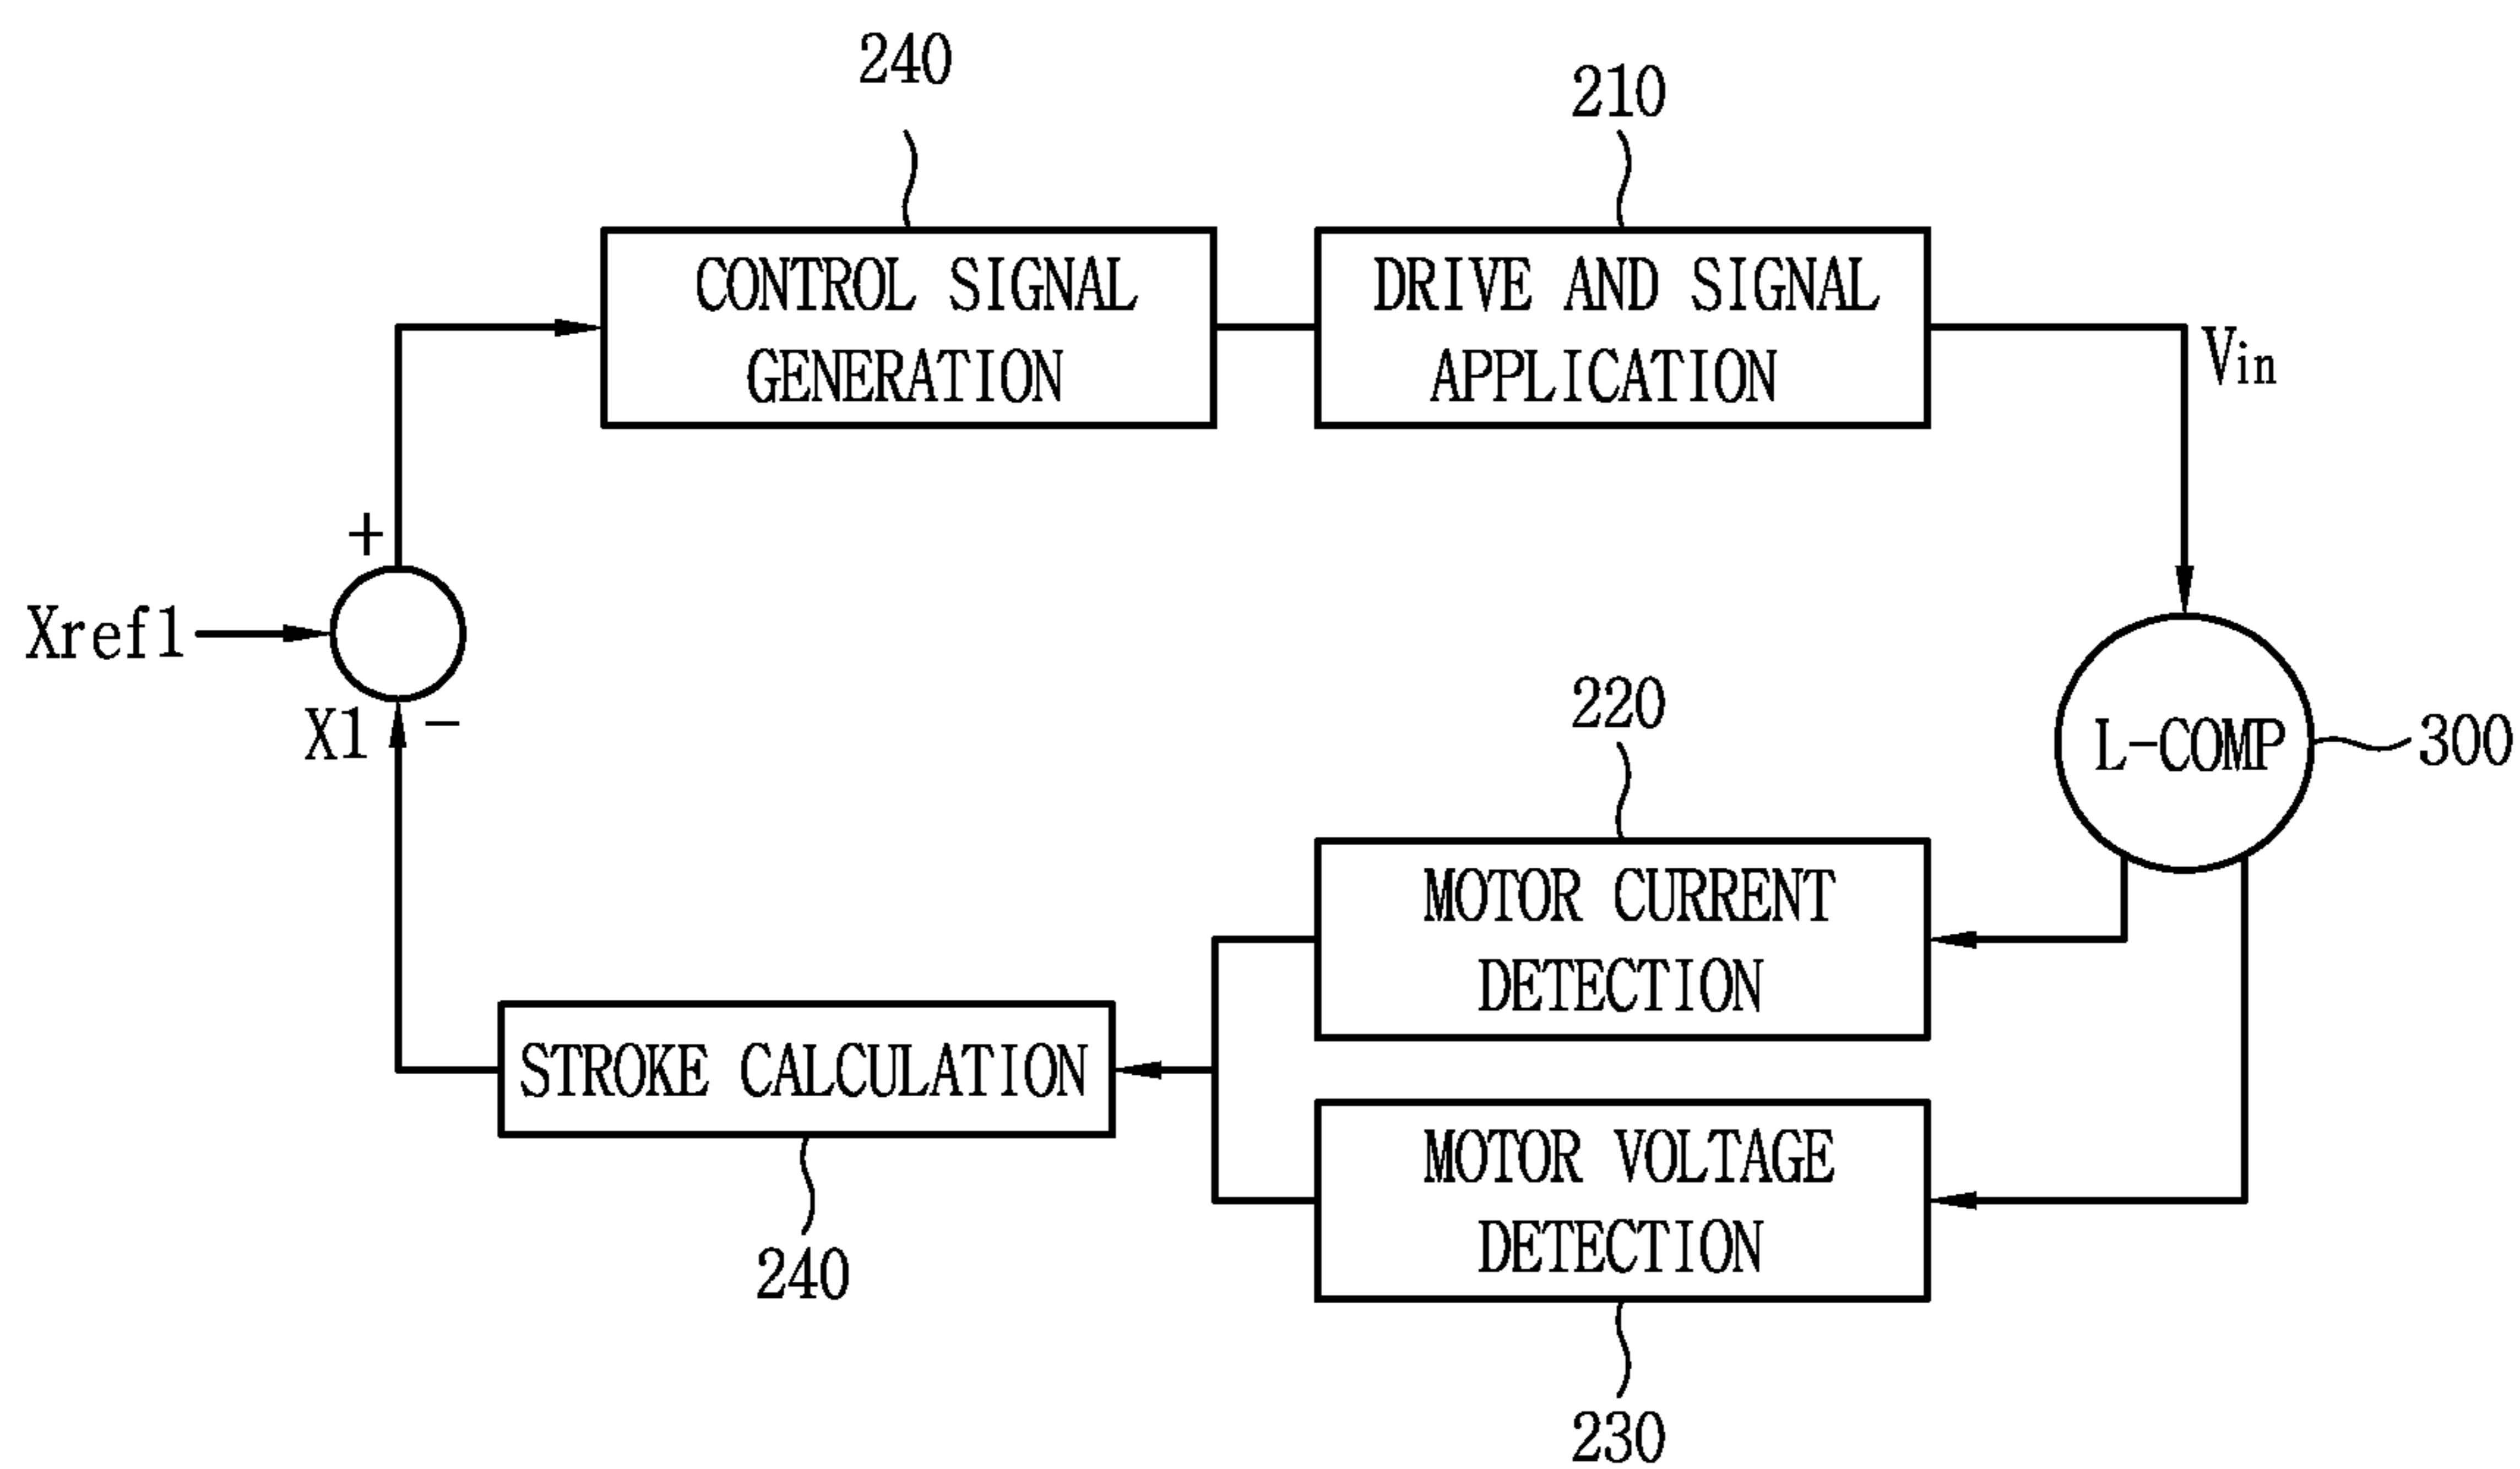 240
210
CONTROL SIGNAL
GENERATION
DRIVE AND SIGNAL
APPLICATION
Vin
+
Xref1
X1
−
220
L-COMP
300
MOTOR CURRENT
DETECTION
STROKE CALCULATION
240
MOTOR VOLTAGE
DETECTION
230